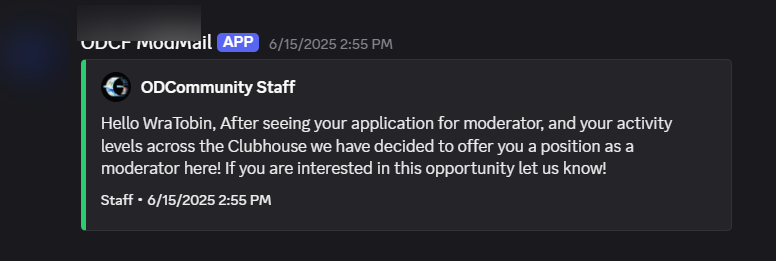 ODCF ModMail APP 6/15/2025 2:55 PM
ODCommunity Staff
Hello WraTobin, After seeing your application for moderator, and your activity
levels across the Clubhouse we have decided to offer you a position as a
moderator here! If you are interested in this opportunity let us know!
Staff • 6/15/2025 2:55 PM